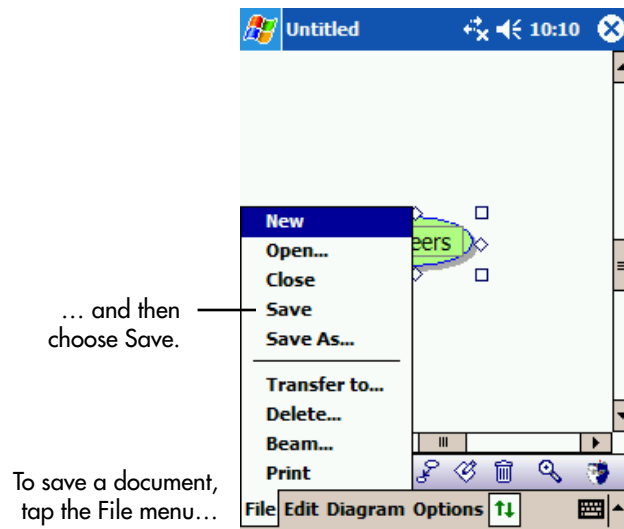 Untitled 10:10
New
eers
Open...
Close
… and then
choose Save.
Save
Save As...
Transfer to...
Delete...
Beam...
Print
To save a document,
tap the File menu…
File Edit Diagram Options